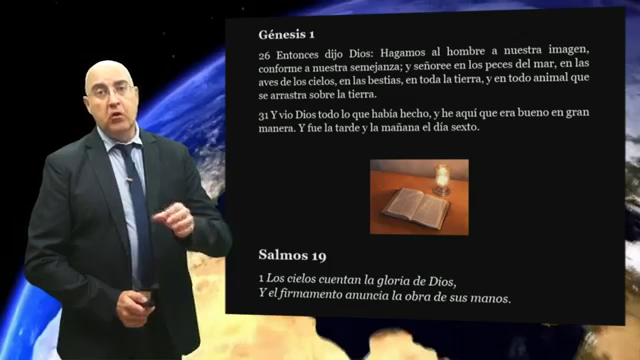 Génesis 1
26 Entonces dijo Dios: Hagamos al hombre a nuestra imagen,
conforme a nuestra semejanza; y señoree en los peces del mar, en las
aves de los cielos, en las bestias, en toda la tierra, y en todo animal que
se arrastra sobre la tierra.
31 Y vio Dios todo lo que había hecho, y he aquí que era bueno en gran
manera. Y fue la tarde y la mañana el día sexto.
Salmos 19
1 Los cielos cuentan la gloria de Dios,
Y el firmamento anuncia la obra de sus manos.